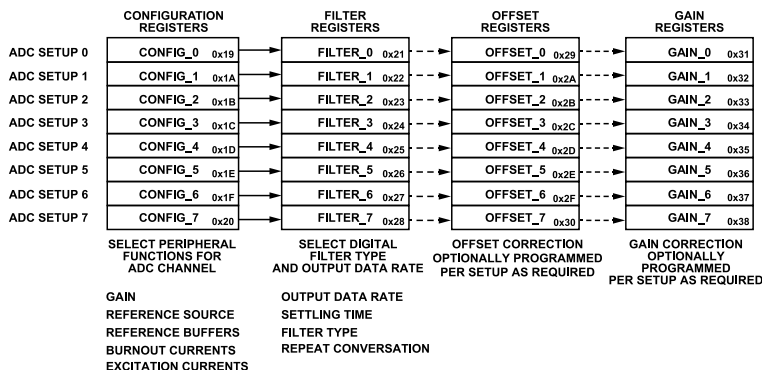 CONFIGURATION REGISTERS FILTER REGISTERS OFFSET REGISTERS GAIN REGISTERS
ADC SETUP 0 CONFIG_0 0x19 FILTER_0 0x21 OFFSET_0 0x29 GAIN_0 0x31
ADC SETUP 1 CONFIG_1 0x1A FILTER_1 0x22 OFFSET_1 0x2A GAIN_1 0x32
ADC SETUP 2 CONFIG_2 0x1B FILTER_2 0x23 OFFSET_2 0x2B GAIN_2 0x33
ADC SETUP 3 CONFIG_3 0x1C FILTER_3 0x24 OFFSET_3 0x2C GAIN_3 0x34
ADC SETUP 4 CONFIG_4 0x1D FILTER_4 0x25 OFFSET_4 0x2D GAIN_4 0x35
ADC SETUP 5 CONFIG_5 0x1E FILTER_5 0x26 OFFSET_5 0x2E GAIN_5 0x36
ADC SETUP 6 CONFIG_6 0x1F FILTER_6 0x27 OFFSET_6 0x2F GAIN_6 0x37
ADC SETUP 7 CONFIG_7 0x20 FILTER_7 0x28 OFFSET_7 0x30 GAIN_7 0x38
SELECT PERIPHERAL
FUNCTIONS FOR
ADC CHANNEL
SELECT DIGITAL
FILTER TYPE
AND OUTPUT DATA RATE
OFFSET CORRECTION
OPTIONALLY PROGRAMMED
PER SETUP AS REQUIRED
GAIN CORRECTION
OPTIONALLY
PROGRAMMED
PER SETUP AS REQUIRED
GAIN
REFERENCE SOURCE
REFERENCE BUFFERS
BURNOUT CURRENTS
EXCITATION CURRENTS
OUTPUT DATA RATE
SETTLING TIME
FILTER TYPE
REPEAT CONVERSATION